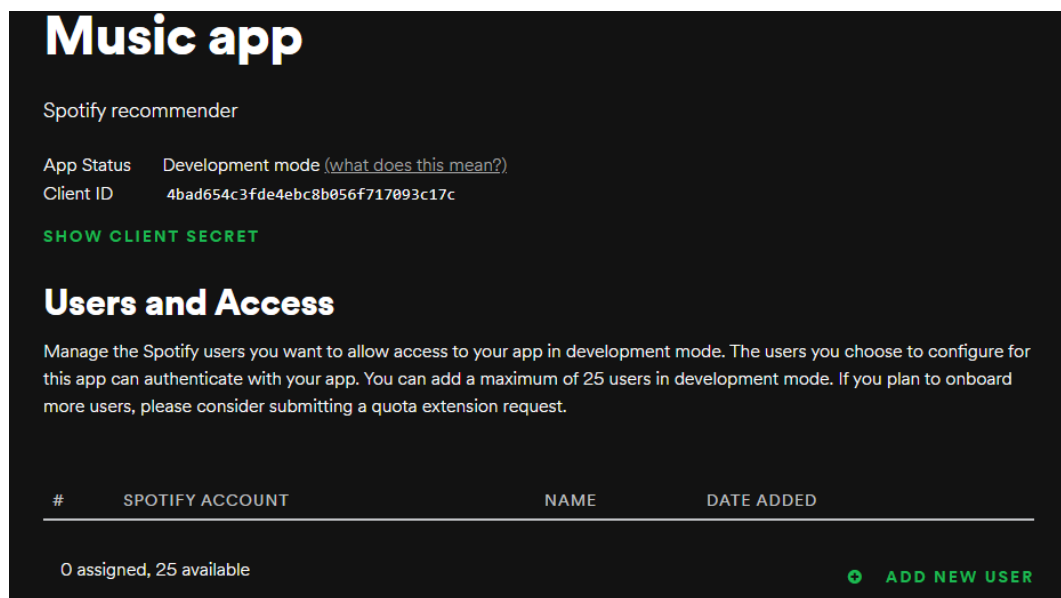 Music app
Spotify recommender
App Status Development mode (what does this mean?)
Client ID 4bad654c3fde4ebc8b056f717093c17c
SHOW CLIENT SECRET
Users and Access
Manage the Spotify users you want to allow access to your app in development mode. The users you choose to configure for
this app can authenticate with your app. You can add a maximum of 25 users in development mode. If you plan to onboard
more users, please consider submitting a quota extension request.
# SPOTIFY ACCOUNT NAME DATE ADDED
0 assigned, 25 available
ADD NEW USER